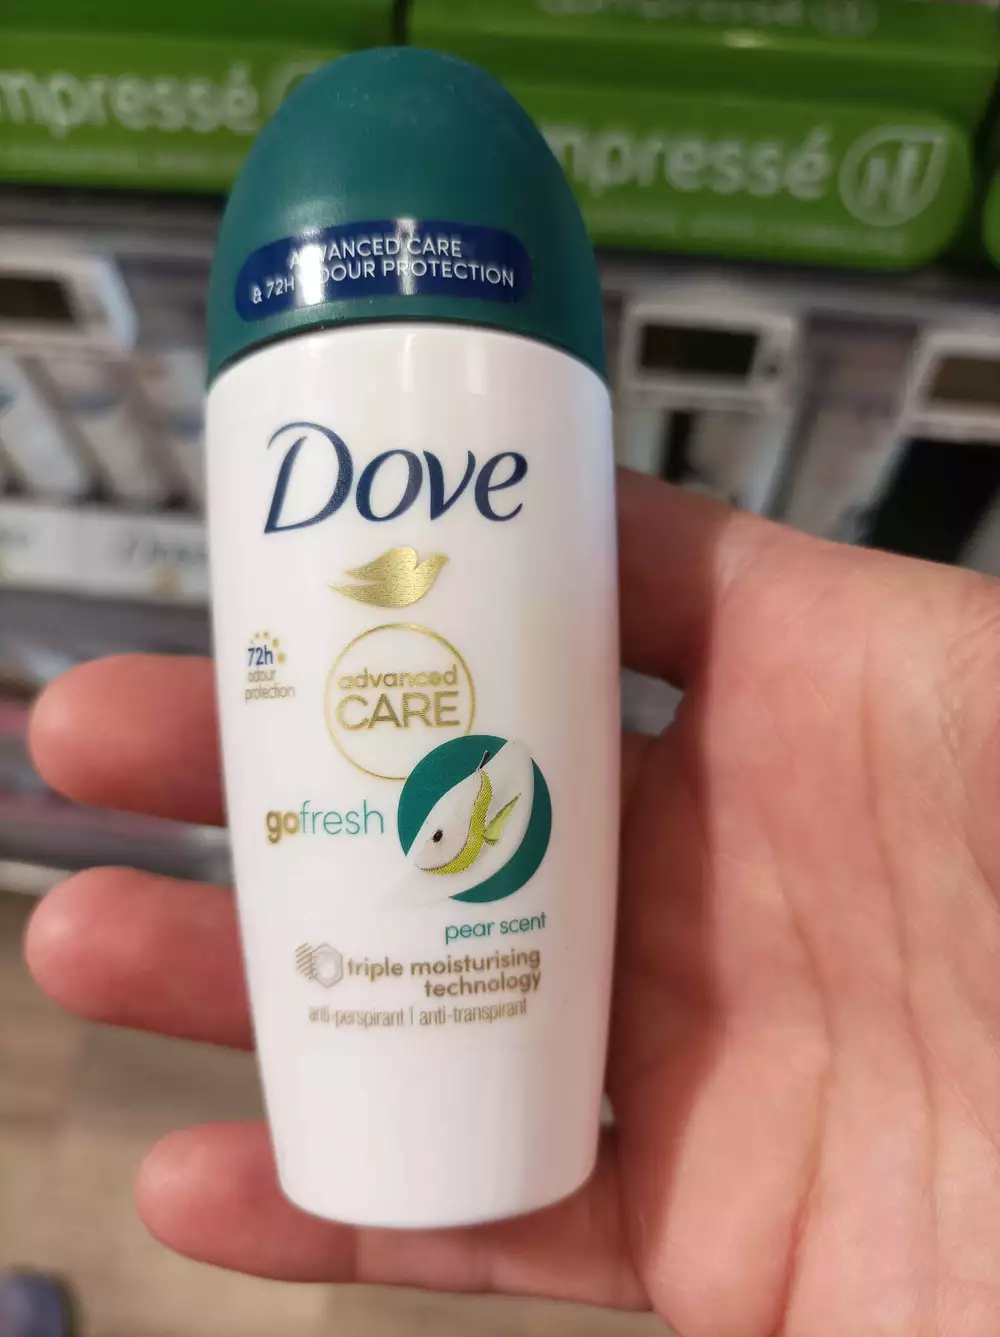 mpressé
mpressé
ADVANCED CARE
& 72H ODOUR PROTECTION
Dove
72h
odour
protection
advanced
CARE
gofresh
pear scent
triple moisturising
technology
anti-perspirant | anti-transpirant